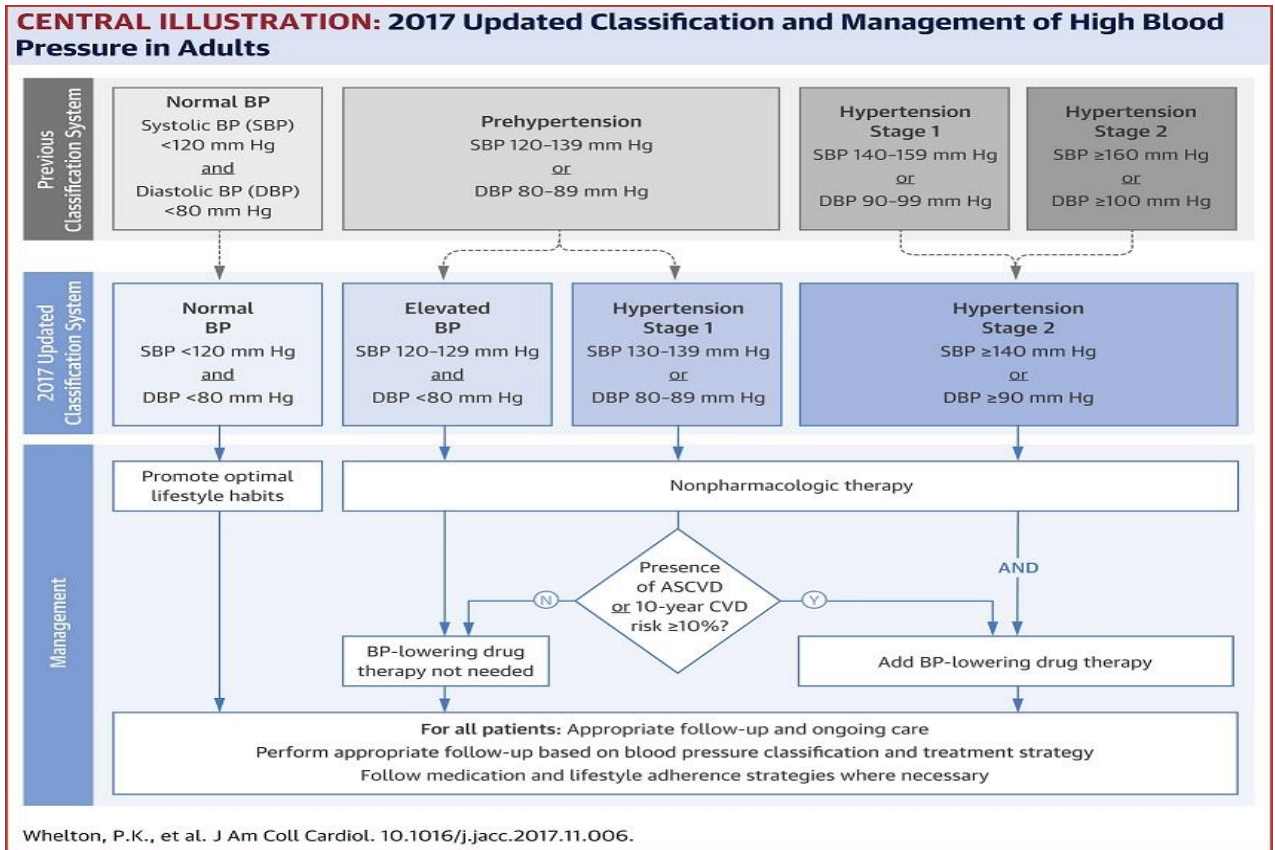 CENTRAL ILLUSTRATION: 2017 Updated Classification and Management of High Blood
Pressure in Adults
Previous
Classification System
Normal BP
Systolic BP (SBP)
<120 mm Hg
and
Diastolic BP (DBP)
<80 mm Hg
Prehypertension
SBP 120–139 mm Hg
or
DBP 80–89 mm Hg
Hypertension
Stage 1
SBP 140–159 mm Hg
or
DBP 90–99 mm Hg
Hypertension
Stage 2
SBP ≥160 mm Hg
or
DBP ≥100 mm Hg
2017 Updated
Classification System
Normal
BP
SBP <120 mm Hg
and
DBP <80 mm Hg
Elevated
BP
SBP 120–129 mm Hg
and
DBP <80 mm Hg
Hypertension
Stage 1
SBP 130–139 mm Hg
or
DBP 80–89 mm Hg
Hypertension
Stage 2
SBP ≥140 mm Hg
or
DBP ≥90 mm Hg
Management
Promote optimal
lifestyle habits
Nonpharmacologic therapy
Presence
of ASCVD
or 10-year CVD
risk ≥10%?
N
Y
AND
BP-lowering drug
therapy not needed
Add BP-lowering drug therapy
For all patients: Appropriate follow-up and ongoing care
Perform appropriate follow-up based on blood pressure classification and treatment strategy
Follow medication and lifestyle adherence strategies where necessary
Whelton, P.K., et al. J Am Coll Cardiol. 10.1016/j.jacc.2017.11.006.